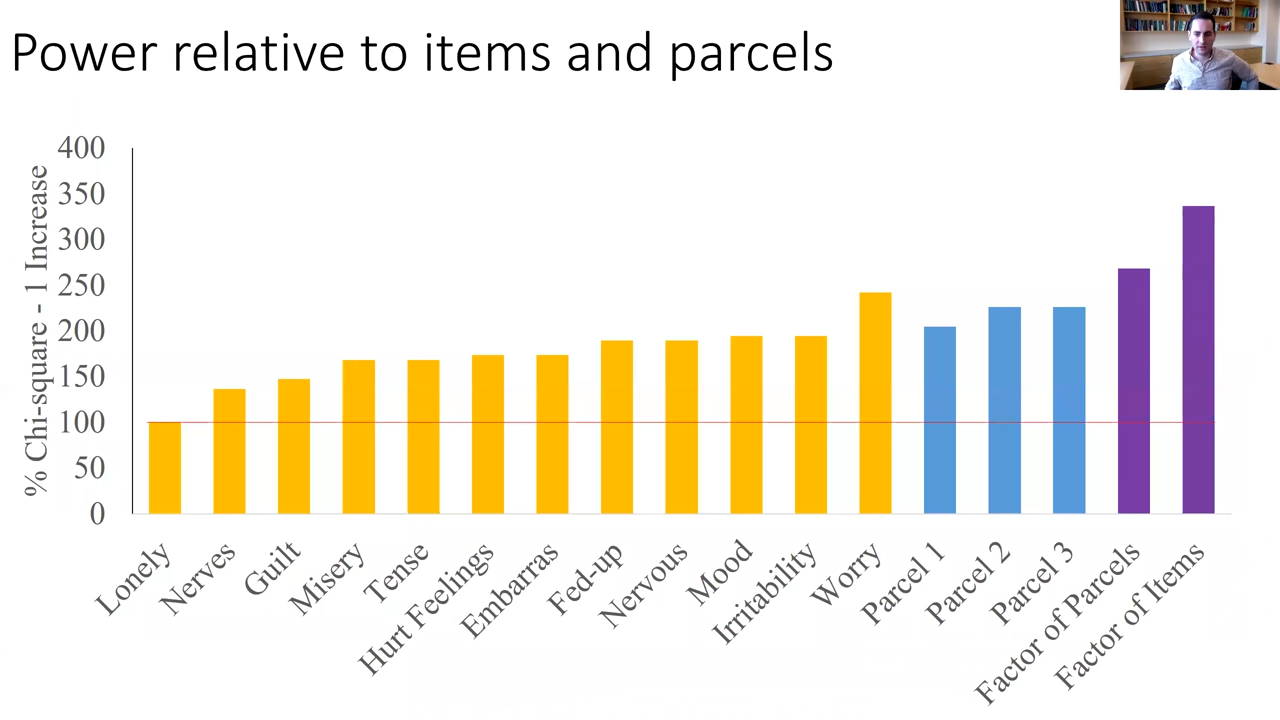 Power relative to items and parcels
% Chi-square - 1 Increase
400
350
300
250
200
150
100
50
0
Lonely
Nerves
Guilt
Misery
Tense
Hurt Feelings
Embarras
Fed-up
Nervous
Mood
Irritability
Worry
Parcel 1
Parcel 2
Parcel 3
Factor of Parcels
Factor of Items